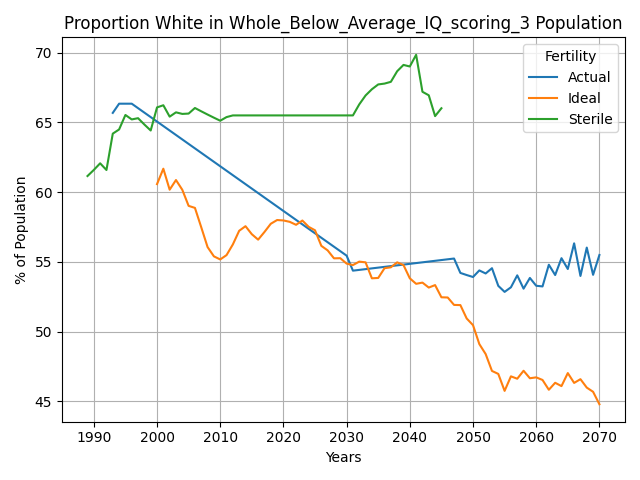 Proportion White in Whole_Below_Average_IQ_scoring_3 Population
Fertility
Actual
Ideal
Sterile
% of Population
70
65
60
55
50
45
1990 2000 2010 2020 2030 2040 2050 2060 2070
Years